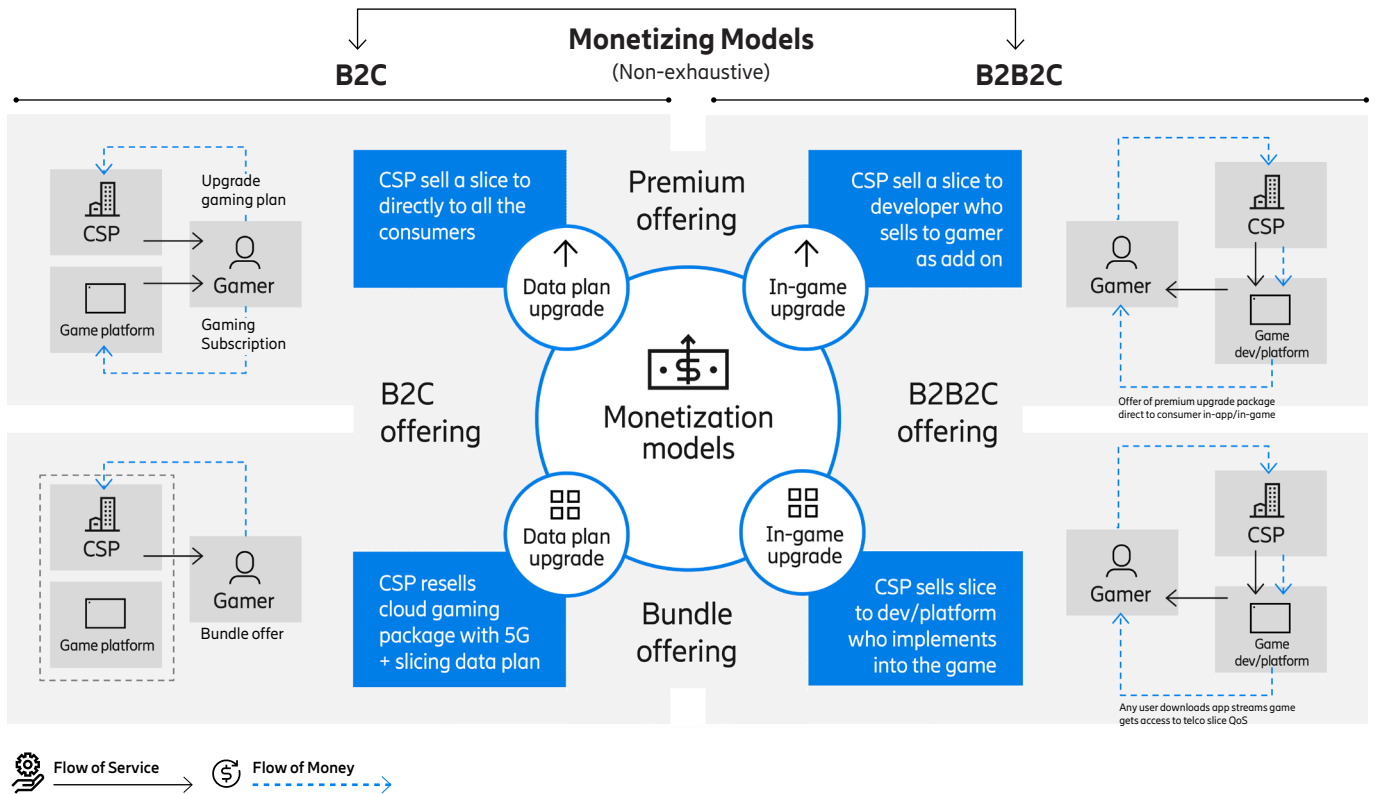 Monetizing Models
(Non-exhaustive)
B2C
B2B2C
Upgrade
gaming plan
CSP
Gamer
Game platform
Gaming
Subscription
CSP sell a slice to
directly to all the
consumers
Data plan
upgrade
Premium
offering
CSP sell a slice to
developer who
sells to gamer
as add on
In-game
upgrade
CSP
Gamer
Game
dev/platform
Offer of premium upgrade package
direct to consumer in-app/in-game
B2C
offering
Monetization
models
B2B2C
offering
CSP
Gamer
Bundle offer
Game platform
Data plan
upgrade
CSP resells
cloud gaming
package with 5G
+ slicing data plan
Bundle
offering
In-game
upgrade
CSP sells slice
to dev/platform
who implements
into the game
CSP
Gamer
Game
dev/platform
Any user downloads app streams game
gets access to telco slice QoS
Flow of Service
Flow of Money